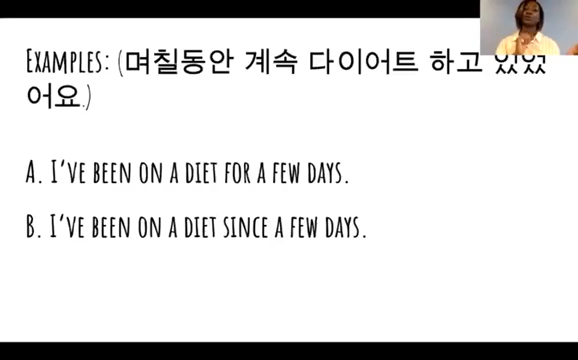 EXAMPLES: (며칠동안 계속 다이어트 하고 있었
어요.)
A. I'VE BEEN ON A DIET FOR A FEW DAYS.
B. I'VE BEEN ON A DIET SINCE A FEW DAYS.